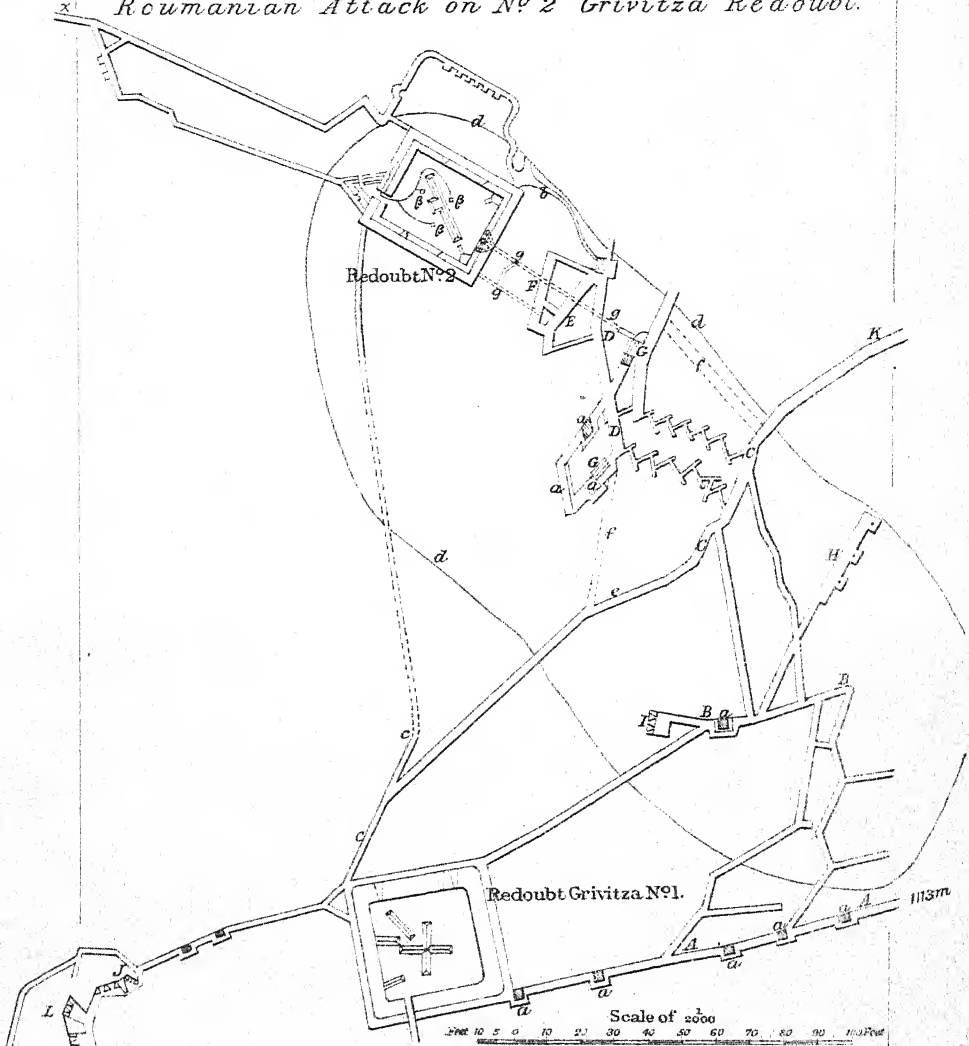 Roumanian Attack on No. 2 Grivitza Redoubt.
x
d
b
β β
β
Redoubt No. 2
g
g
F
g
E
D
d
G
f
K
a
D
G
a
a
C
f
C
d
e
H
B
B a
I
c
C
Redoubt Grivitza No. 1.
1113m
A
a
a
A
a
a
a
J
L
Scale of 1/2000
Feet 10 5 0 10 20 30 40 50 60 70 80 90 100 Feet